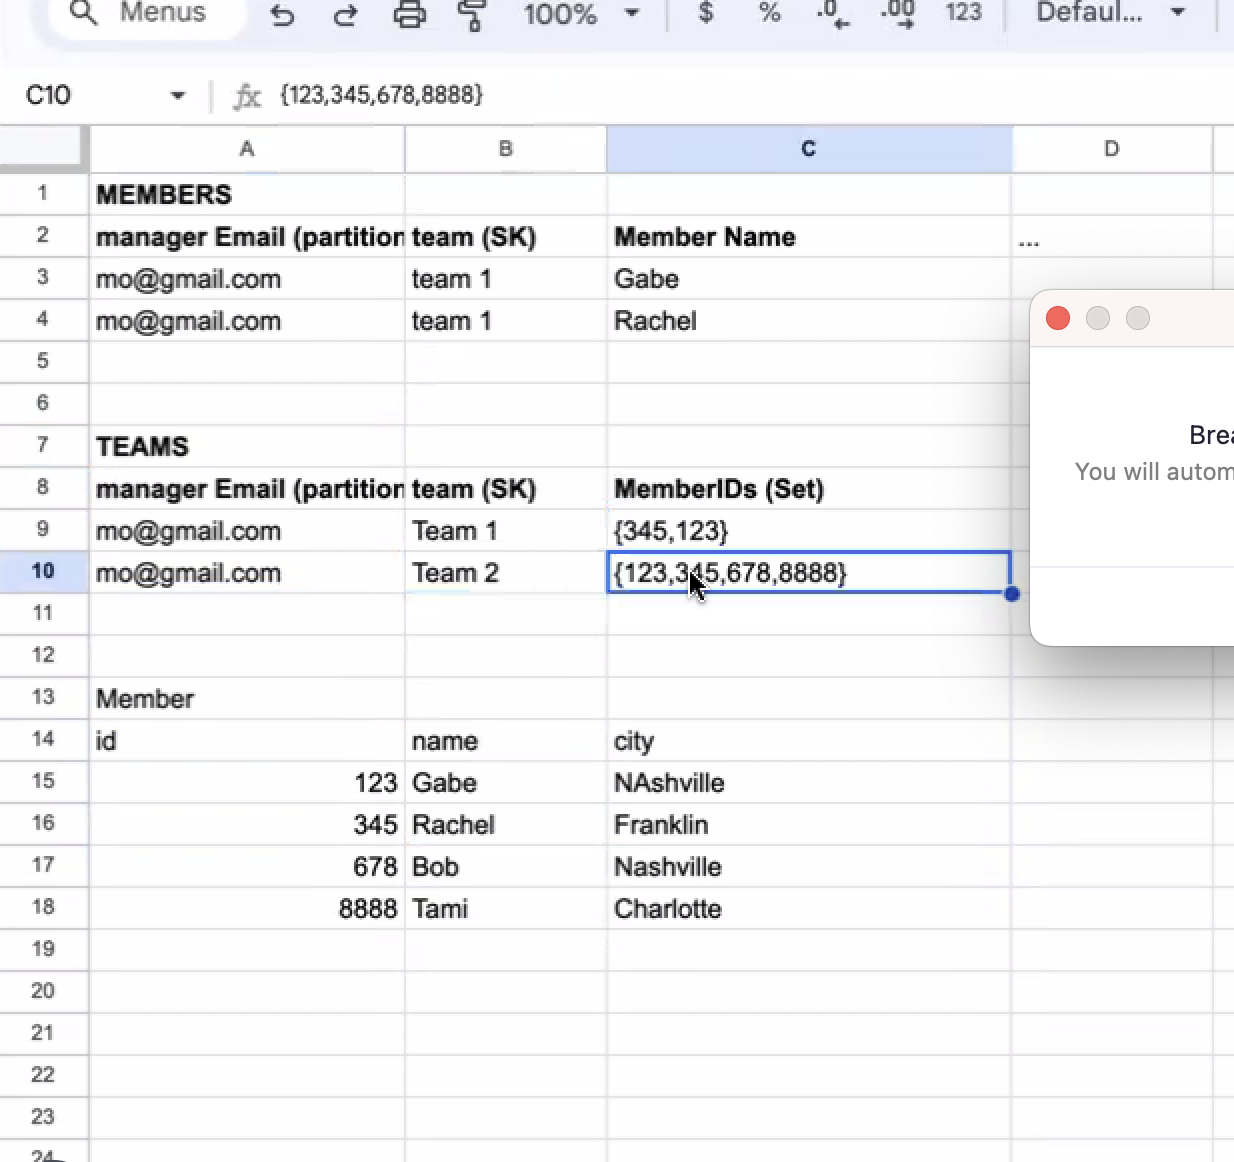 Menus 100% $ % .0 .00 123 Defaul...
C10 fx {123,345,678,8888}
A B C D
1 MEMBERS
2 manager Email (partition team (SK) Member Name ...
3 mo@gmail.com team 1 Gabe
4 mo@gmail.com team 1 Rachel
5
6
7 TEAMS
8 manager Email (partition team (SK) MemberIDs (Set)
9 mo@gmail.com Team 1 {345,123}
10 mo@gmail.com Team 2 {123,345,678,8888}
11
12
13 Member
14 id name city
15 123 Gabe NAshville
16 345 Rachel Franklin
17 678 Bob Nashville
18 8888 Tami Charlotte
19
20
21
22
23
24
Brea
You will autom